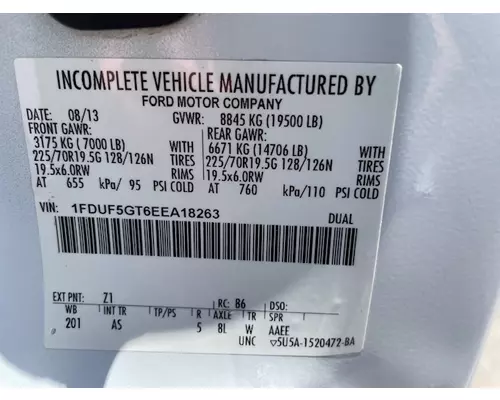 INCOMPLETE VEHICLE MANUFACTURED BY
FORD MOTOR COMPANY
DATE: 08/13 GVWR: 8845 KG (19500 LB)
FRONT GAWR: REAR GAWR:
3175 KG (7000 LB) WITH 6671 KG (14706 LB) WITH
225/70R19.5G 128/126N TIRES 225/70R19.5G 128/126N TIRES
19.5x6.0RW RIMS 19.5x6.0RW RIMS
AT 655 kPa/ 95 PSI COLD AT 760 kPa/110 PSI COLD
VIN: 1FDUF5GT6EEA18263 DUAL
EXT PNT: Z1 RC: B6 DSO:
WB INT TR TP/PS R AXLE TR SPR
201 AS 5 BL W AAEE
UNC ▽5U5A-1520472-BA